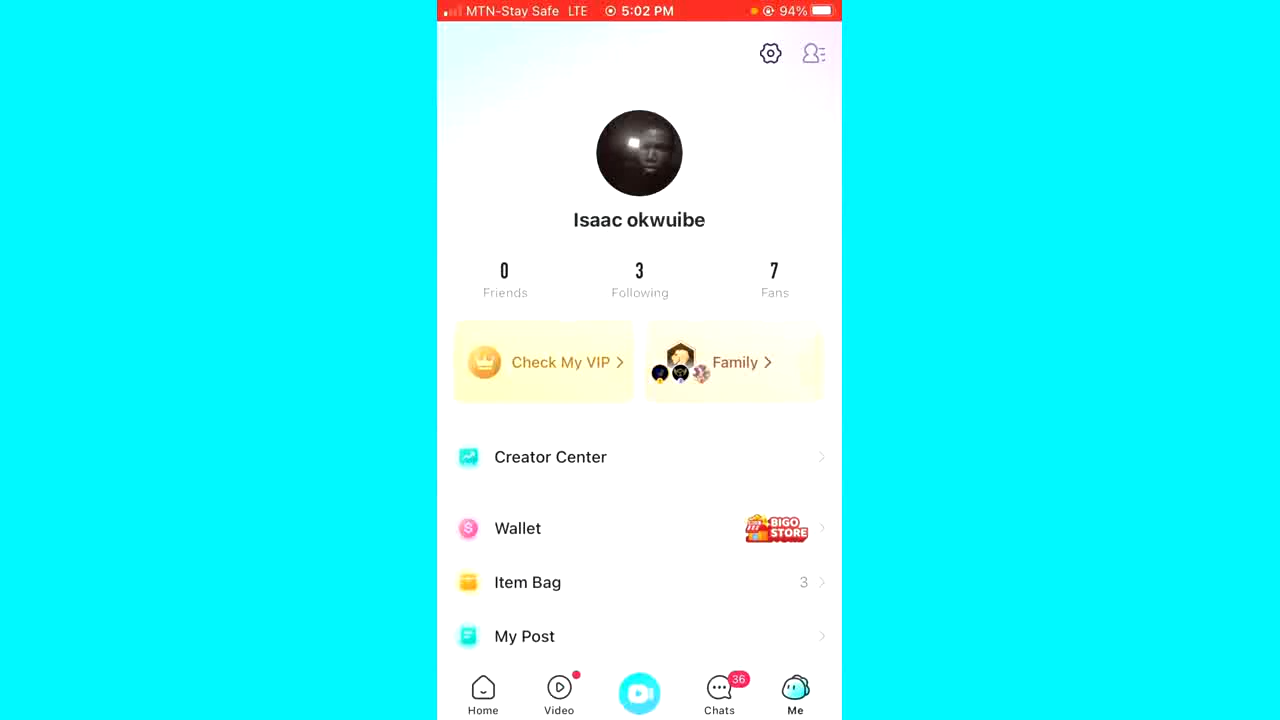 MTN-Stay Safe LTE 5:02 PM 94%
Isaac okwuibe
0 3 7
Friends Following Fans
Check My VIP Family
Creator Center
Wallet BIGO STORE
Item Bag 3
My Post
36
Home Video Chats Me